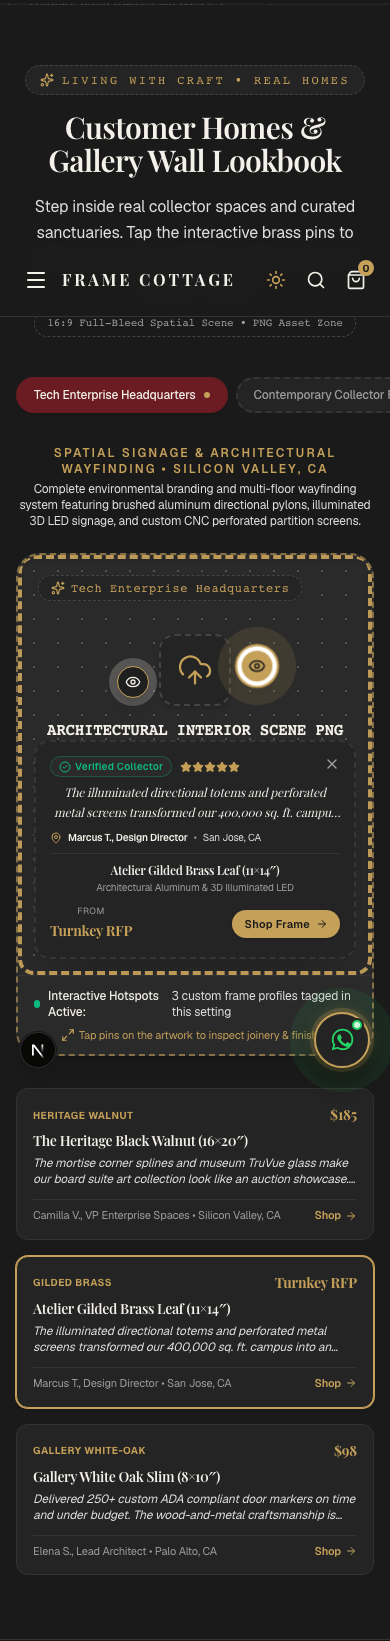 LIVING WITH CRAFT • REAL HOMES
Customer Homes &
Gallery Wall Lookbook
Step inside real collector spaces and curated
sanctuaries. Tap the interactive brass pins to
FRAME COTTAGE
0
16:9 Full-Bleed Spatial Scene • PNG Asset Zone
Tech Enterprise Headquarters
Contemporary Collector
SPATIAL SIGNAGE & ARCHITECTURAL
WAYFINDING • SILICON VALLEY, CA
Complete environmental branding and multi-floor wayfinding
system featuring brushed aluminum directional pylons, illuminated
3D LED signage, and custom CNC perforated partition screens.
Tech Enterprise Headquarters
ARCHITECTURAL INTERIOR SCENE PNG
Verified Collector
The illuminated directional totems and perforated
metal screens transformed our 400,000 sq. ft. campu...
Marcus T., Design Director • San Jose, CA
Atelier Gilded Brass Leaf (11×14″)
Architectural Aluminum & 3D Illuminated LED
FROM
Turnkey RFP
Shop Frame →
Interactive Hotspots
Active:
3 custom frame profiles tagged in
this setting
Tap pins on the artwork to inspect joinery & finish
N
HERITAGE WALNUT
$185
The Heritage Black Walnut (16×20″)
The mortise corner splines and museum TruVue glass make
our board suite art collection look like an auction showcase....
Camilla V., VP Enterprise Spaces • Silicon Valley, CA
Shop →
GILDED BRASS
Turnkey RFP
Atelier Gilded Brass Leaf (11×14″)
The illuminated directional totems and perforated metal
screens transformed our 400,000 sq. ft. campus into an...
Marcus T., Design Director • San Jose, CA
Shop →
GALLERY WHITE-OAK
$98
Gallery White Oak Slim (8×10″)
Delivered 250+ custom ADA compliant door markers on time
and under budget. The wood-and-metal craftsmanship is...
Elena S., Lead Architect • Palo Alto, CA
Shop →